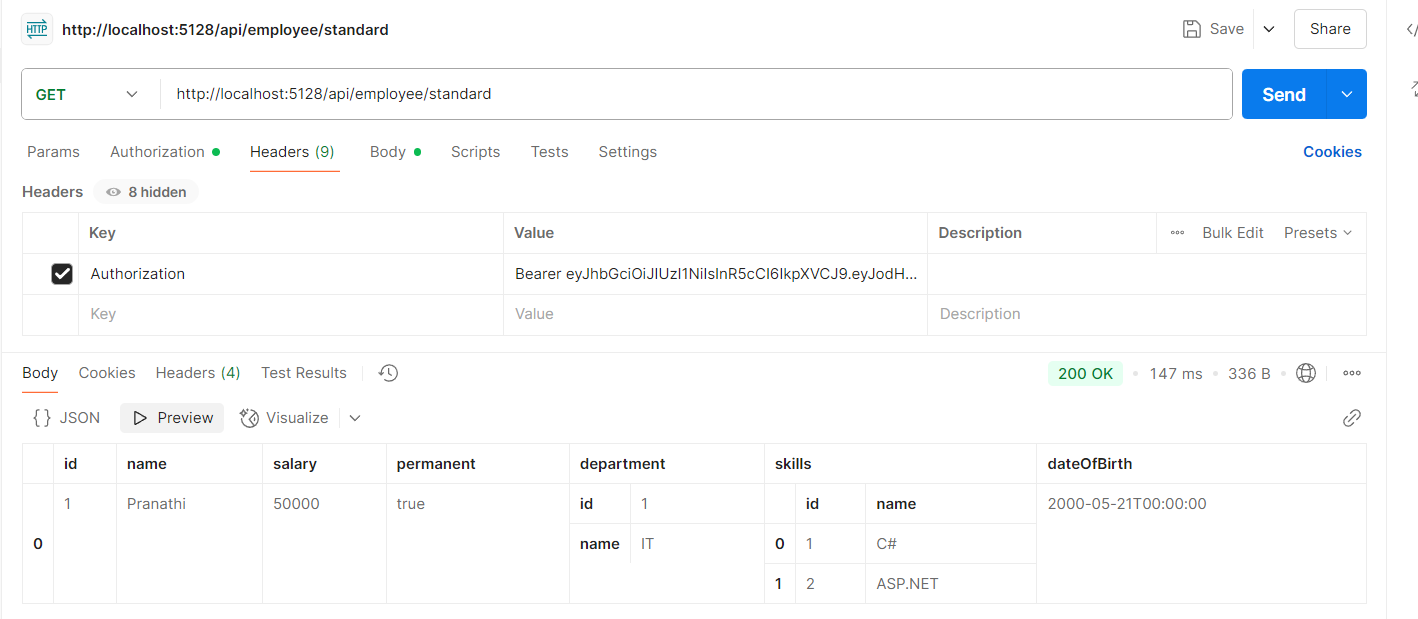 HTTP http://localhost:5128/api/employee/standard Save Share
GET http://localhost:5128/api/employee/standard Send
Params Authorization Headers (9) Body Scripts Tests Settings Cookies
Headers 8 hidden
Key Value Description Bulk Edit Presets
Authorization Bearer eyJhbGciOiJIUzI1NiIsInR5cCI6IkpXVCJ9.eyJodH...
Key Value Description
Body Cookies Headers (4) Test Results 200 OK 147 ms 336 B
{} JSON Preview Visualize
id name salary permanent department skills dateOfBirth
1 Pranathi 50000 true id 1 id name 2000-05-21T00:00:00
0 name IT 0 1 C#
1 2 ASP.NET